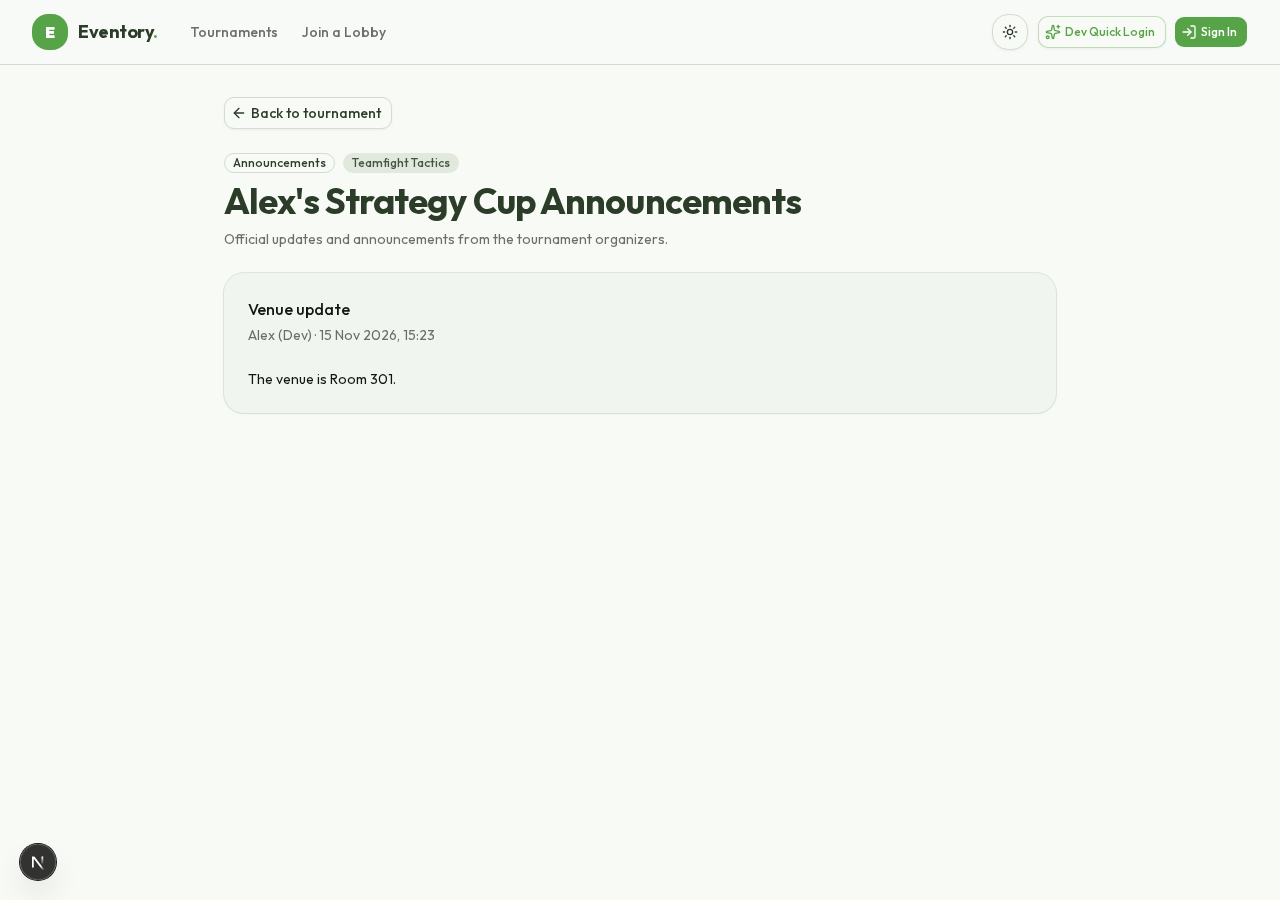 E Eventory. Tournaments Join a Lobby Dev Quick Login Sign In
Back to tournament
Announcements Teamfight Tactics
Alex's Strategy Cup Announcements
Official updates and announcements from the tournament organizers.
Venue update
Alex (Dev) · 15 Nov 2026, 15:23
The venue is Room 301.
N